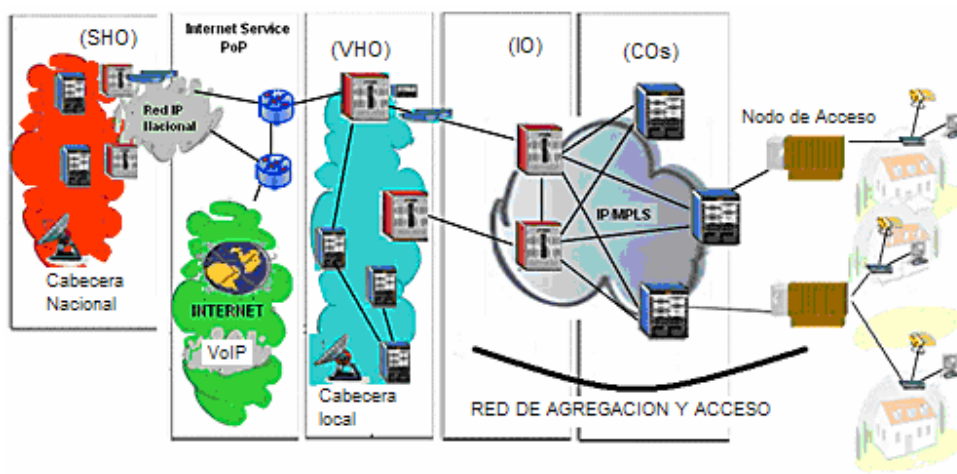 (SHO)
Internet Service
PoP
(VHO)
(IO)
(COs)
Red IP
Nacional
Nodo de Acceso
IP/MPLS
Cabecera
Nacional
INTERNET
VoIP
Cabecera
local
RED DE AGREGACION Y ACCESO